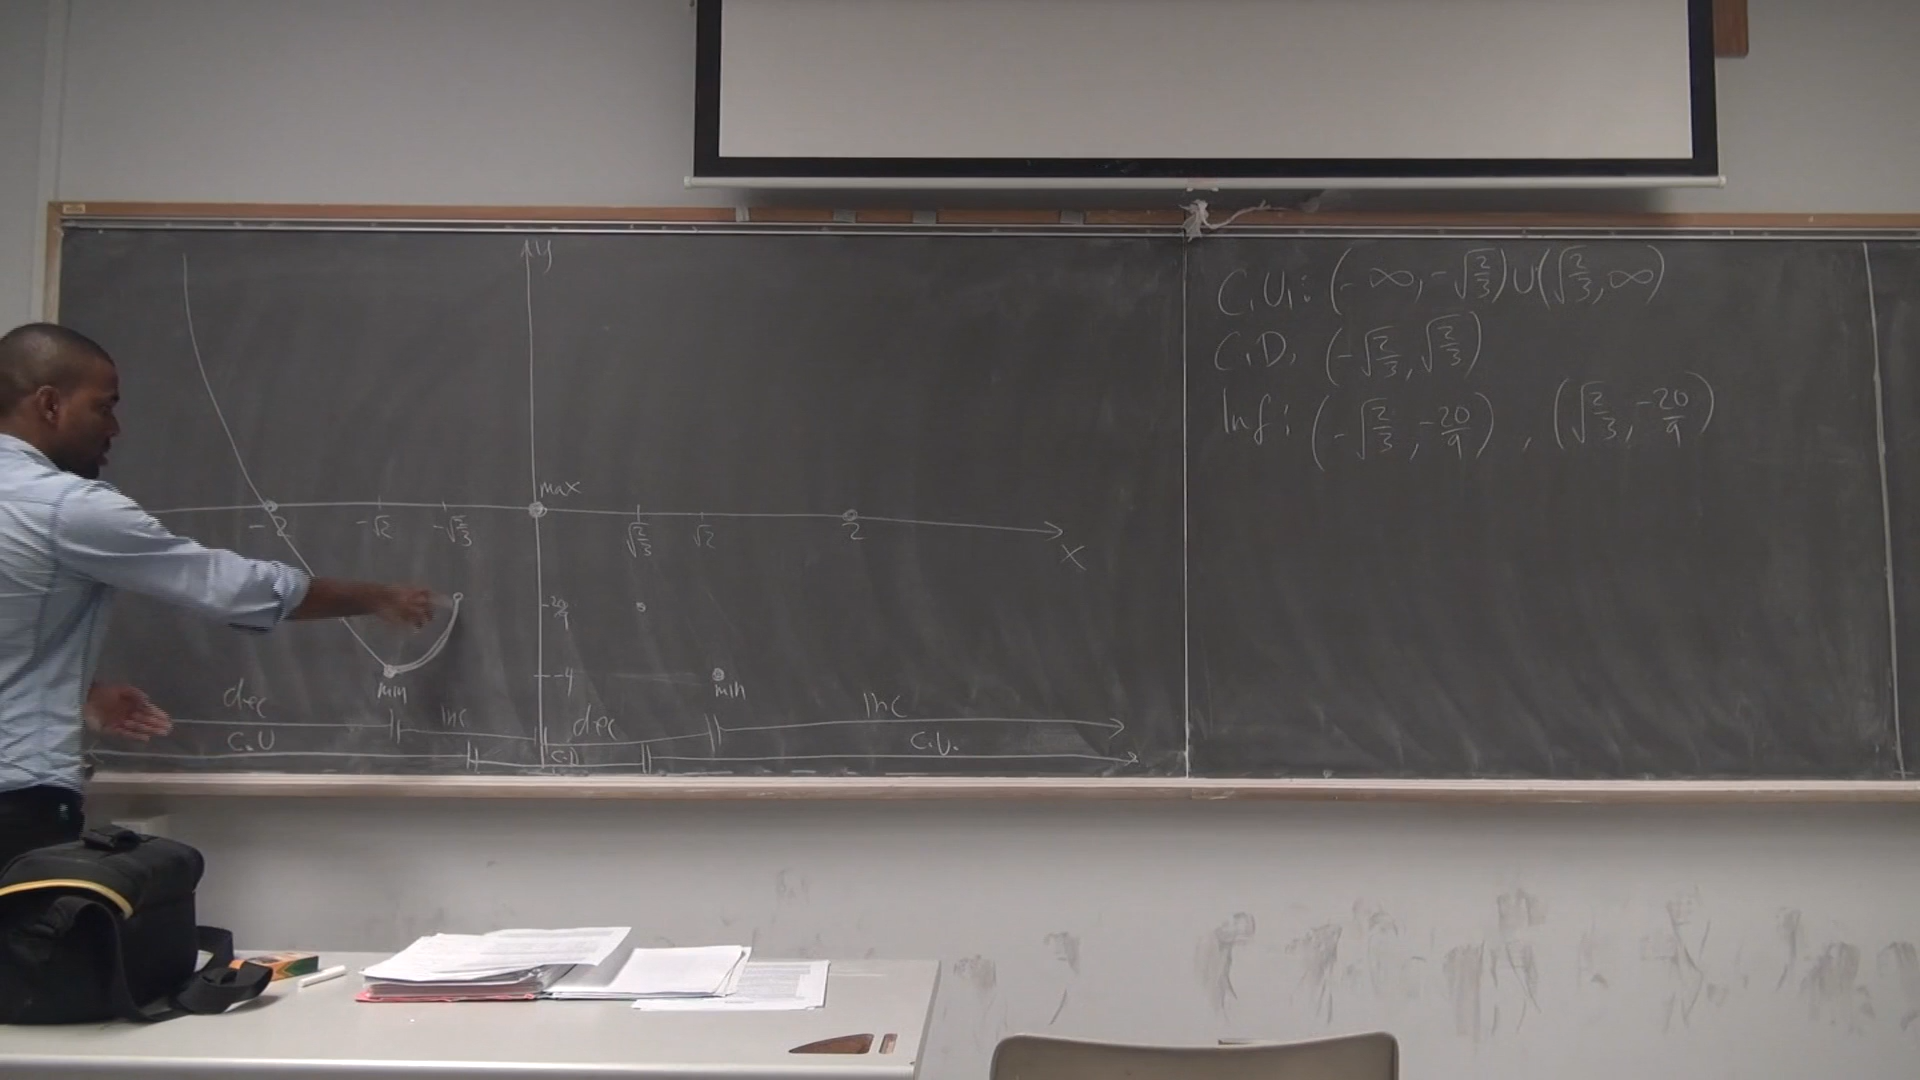 y
max
-2 -√2 -√(2/3) √(2/3) √2 2
x
-20/9
-4
min min
dec inc dec inc
C.U C.D C.U.
C.U.: (-∞, -√(2/3)) ∪ (√(2/3), ∞)
C.D. (-√(2/3), √(2/3))
Inf: (-√(2/3), -20/9), (√(2/3), -20/9)